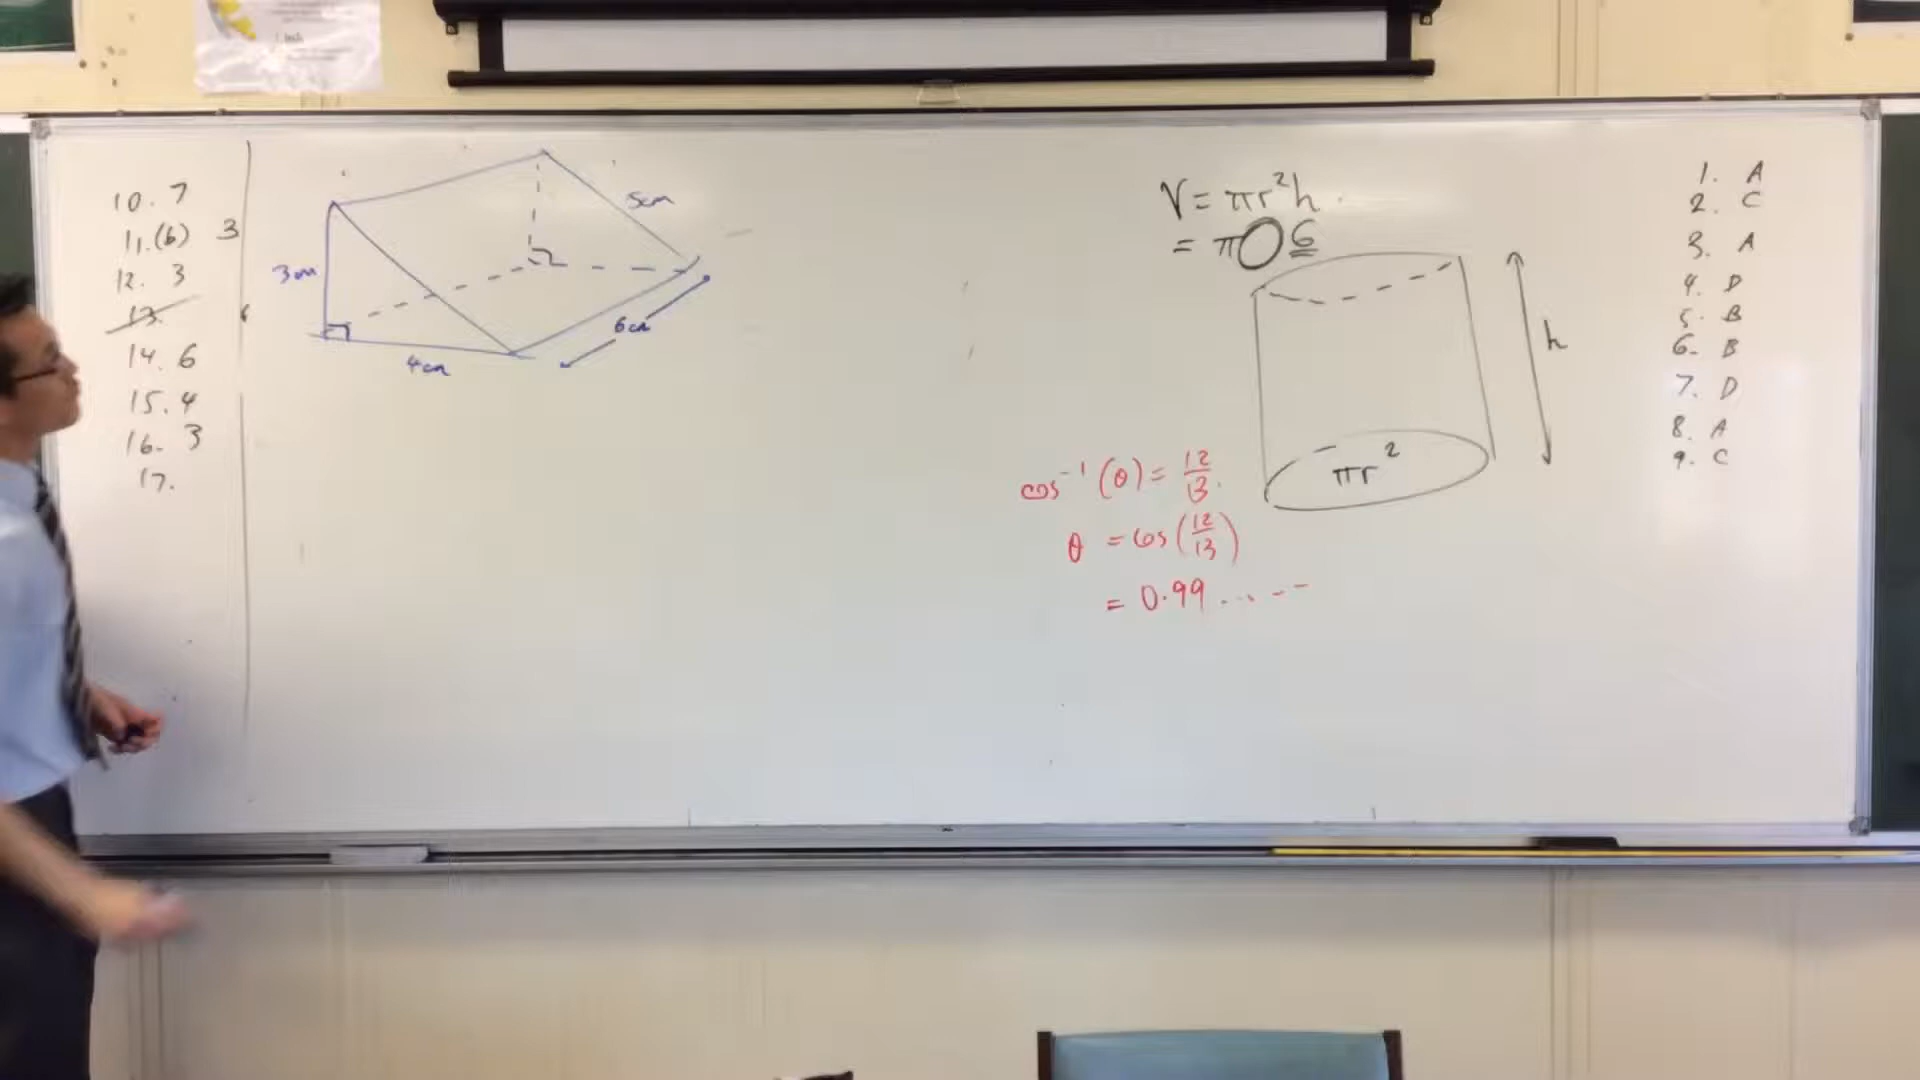 10. 7
11.(b) 3
12. 3
13.
14. 6
15. 4
16. 3
17.
5cm
3cm
6cm
4cm
V = πr²h
= π 6
h
πr²
cos⁻¹(θ) = 12/13
θ = cos(12/13)
= 0.99.....
1. A
2. C
3. A
4. D
5. B
6. B
7. D
8. A
9. C